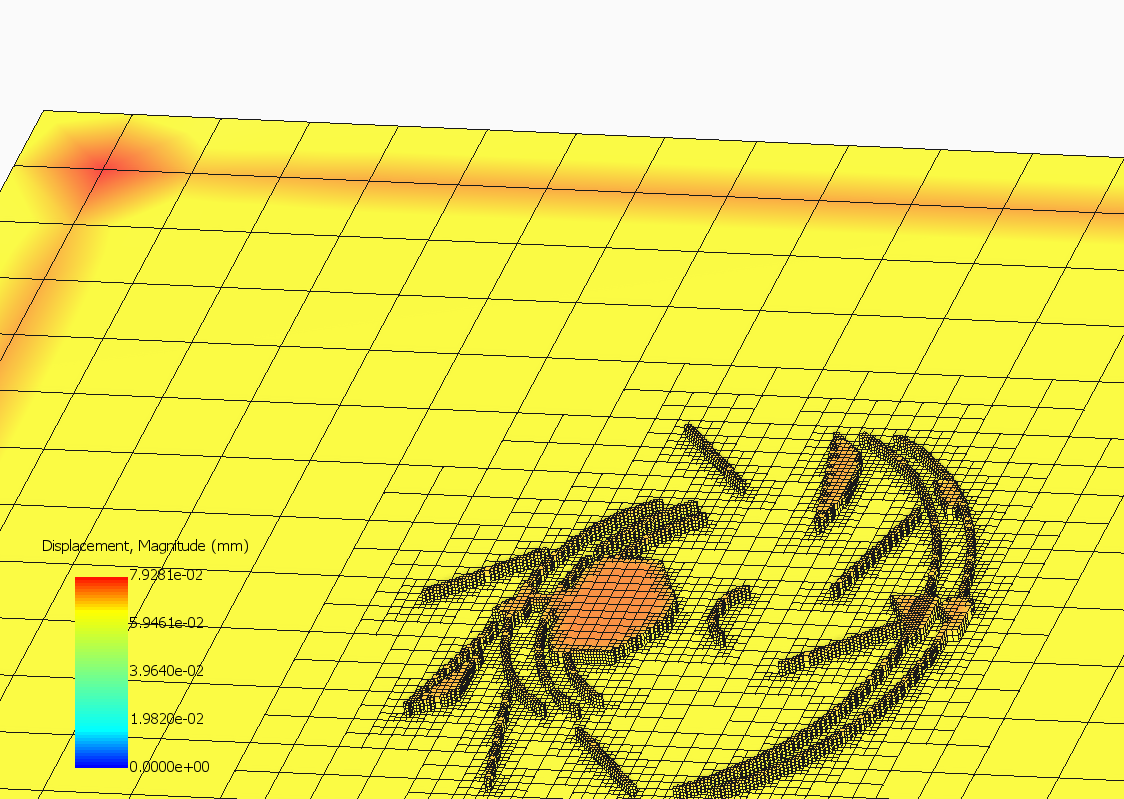 Displacement, Magnitude (mm)
7.9281e-02
5.9461e-02
3.9640e-02
1.9820e-02
0.0000e+00